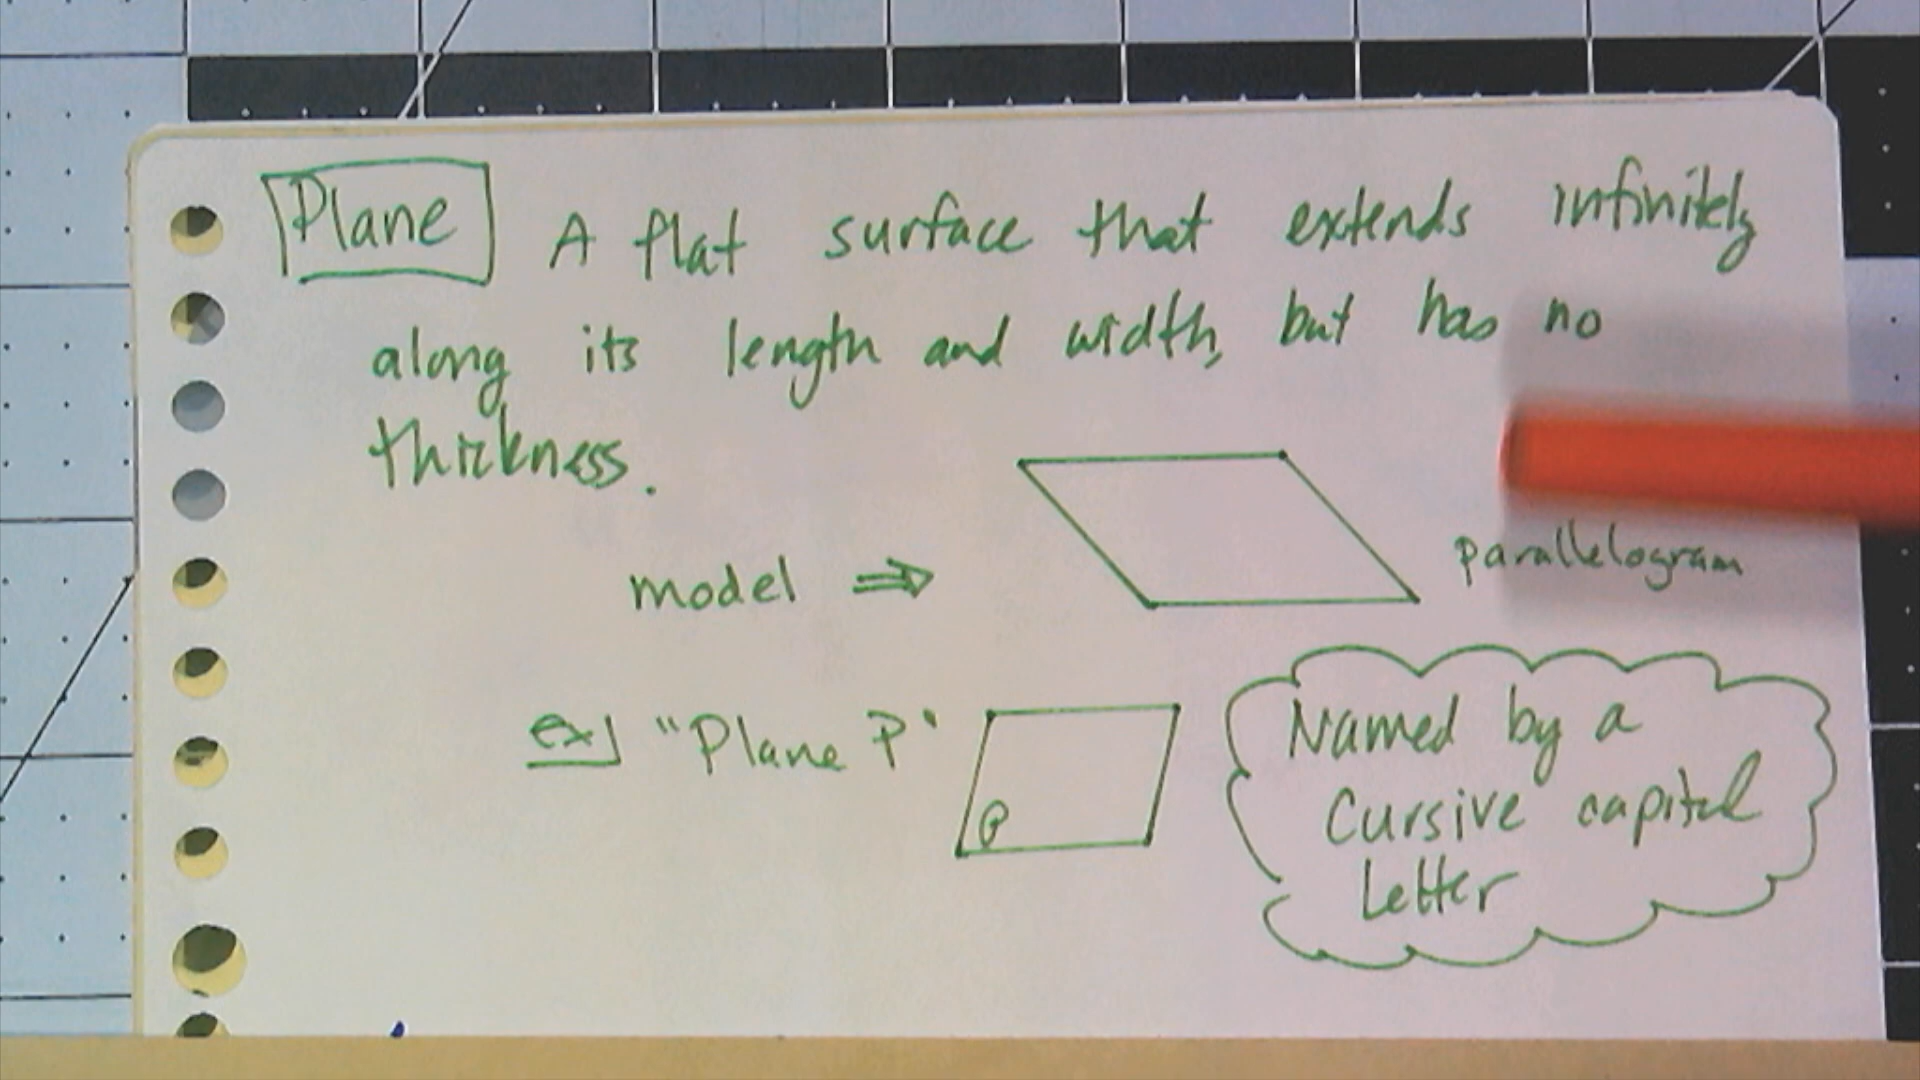 Plane A flat surface that extends infinitely
along its length and width, but has no
thickness.
model ⇒
parallelogram
ex) "Plane P"
P
Named by a
Cursive capital
Letter